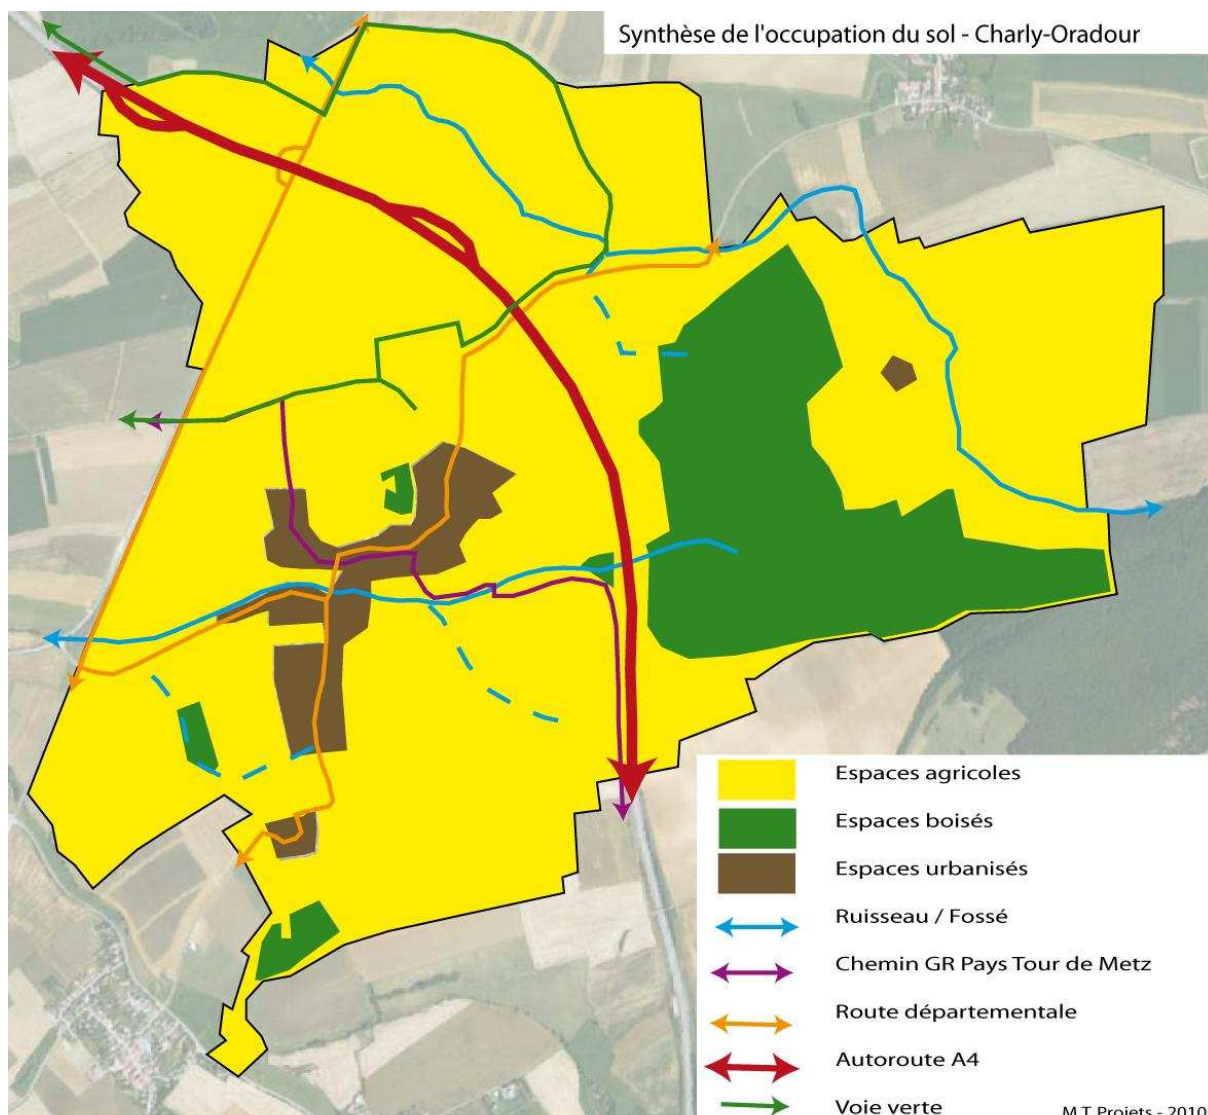 Synthèse de l'occupation du sol - Charly-Oradour
Espaces agricoles
Espaces boisés
Espaces urbanisés
Ruisseau / Fossé
Chemin GR Pays Tour de Metz
Route départementale
Autoroute A4
Voie verte
M.T. Projets - 2010